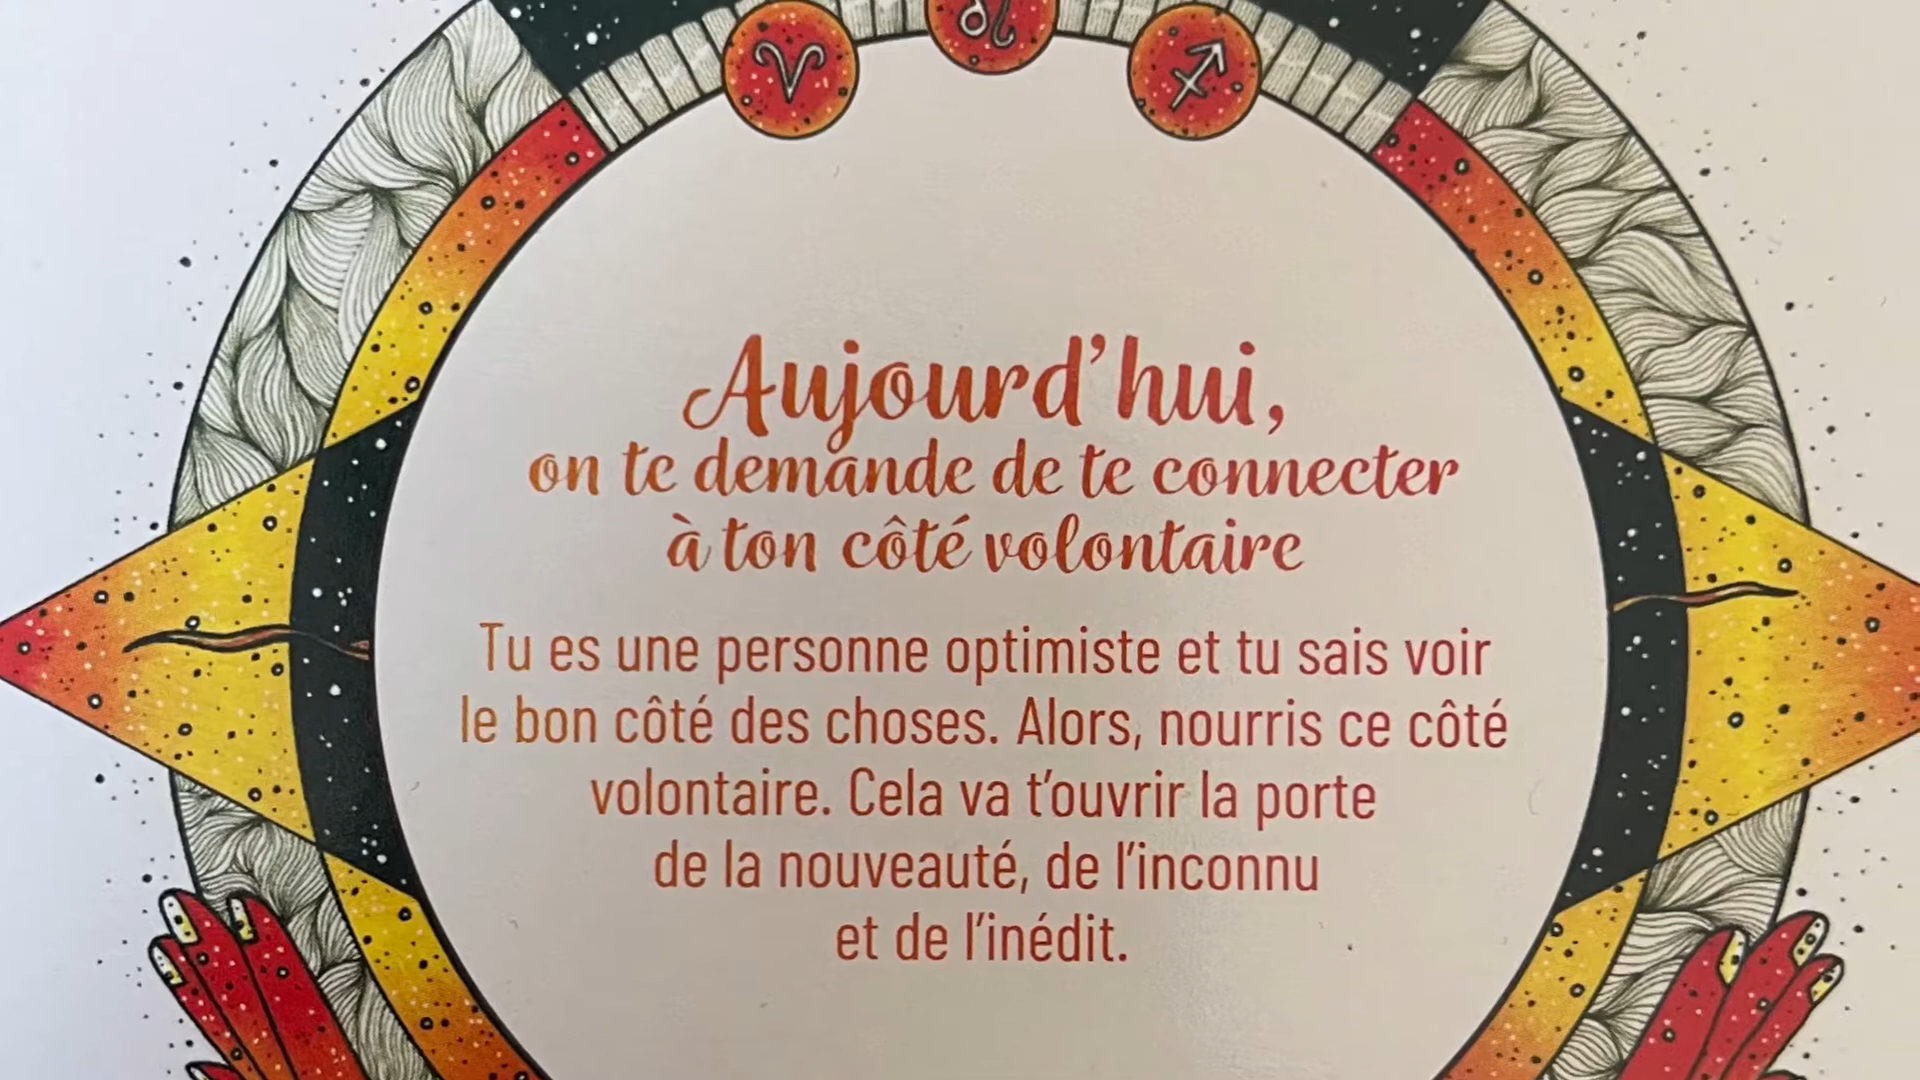 Aujourd'hui,
on te demande de te connecter
à ton côté volontaire
Tu es une personne optimiste et tu sais voir
le bon côté des choses. Alors, nourris ce côté
volontaire. Cela va t'ouvrir la porte
de la nouveauté, de l'inconnu
et de l'inédit.